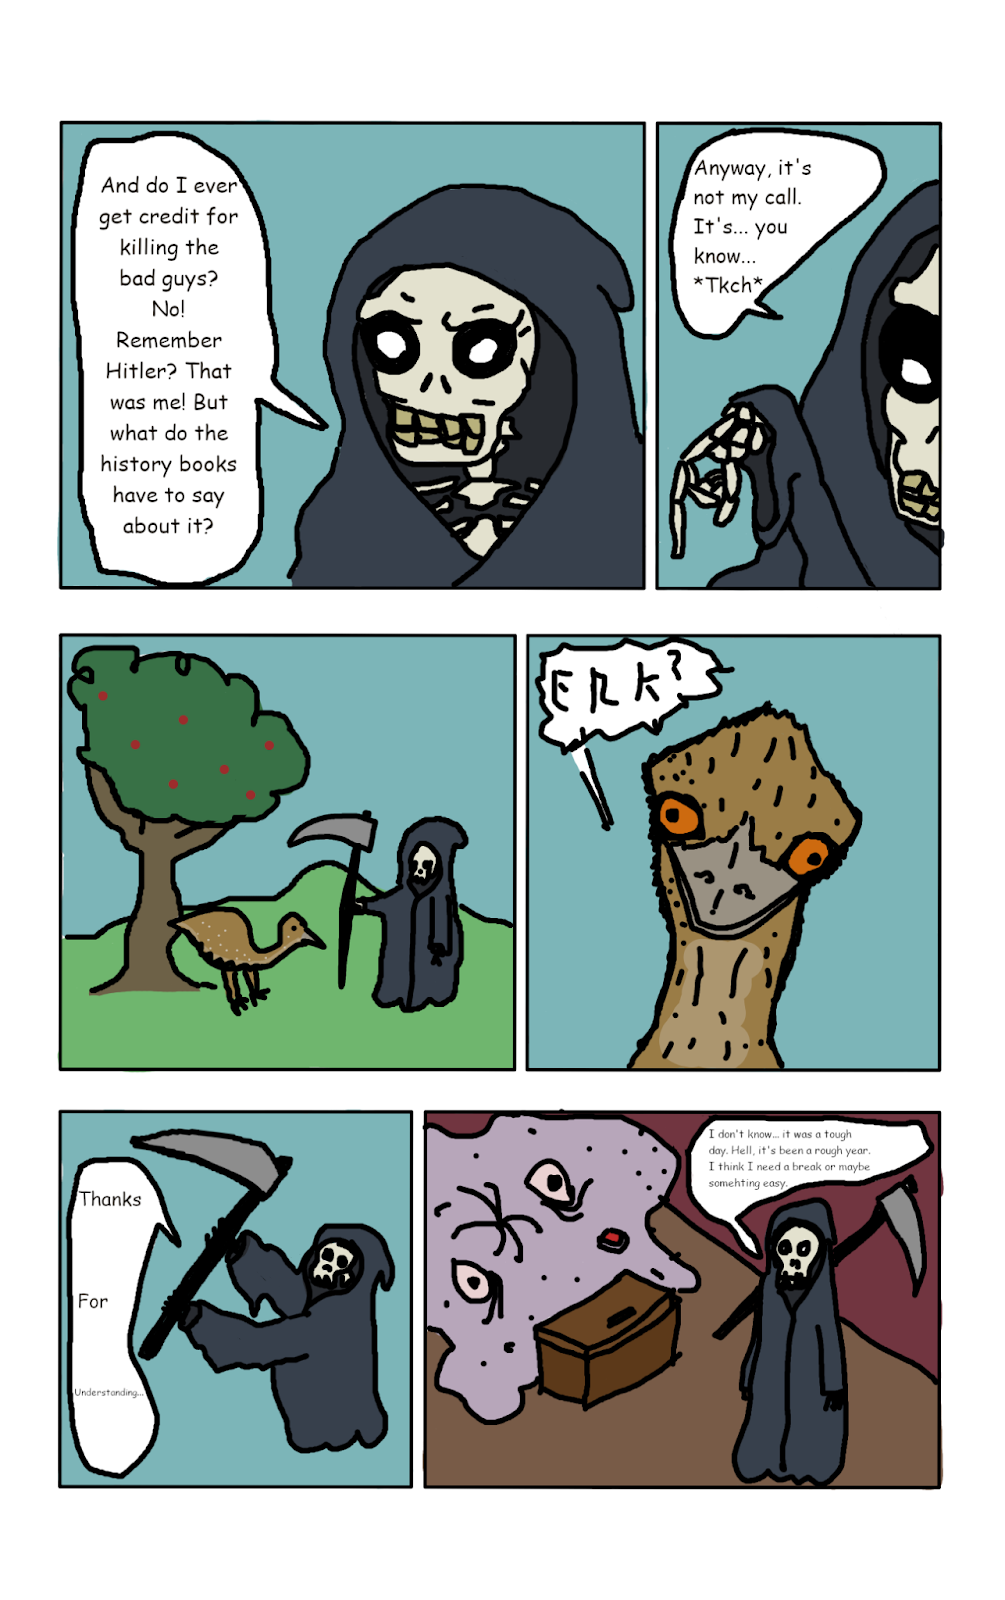 And do I ever
get credit for
killing the
bad guys?
No!
Remember
Hitler? That
was me! But
what do the
history books
have to say
about it?
Anyway, it's
not my call.
It's... you
know...
*Tkch*
ERK?
Thanks
For
Understanding...
I don't know... it was a tough
day. Hell, it's been a rough year.
I think I need a break or maybe
somehting easy.